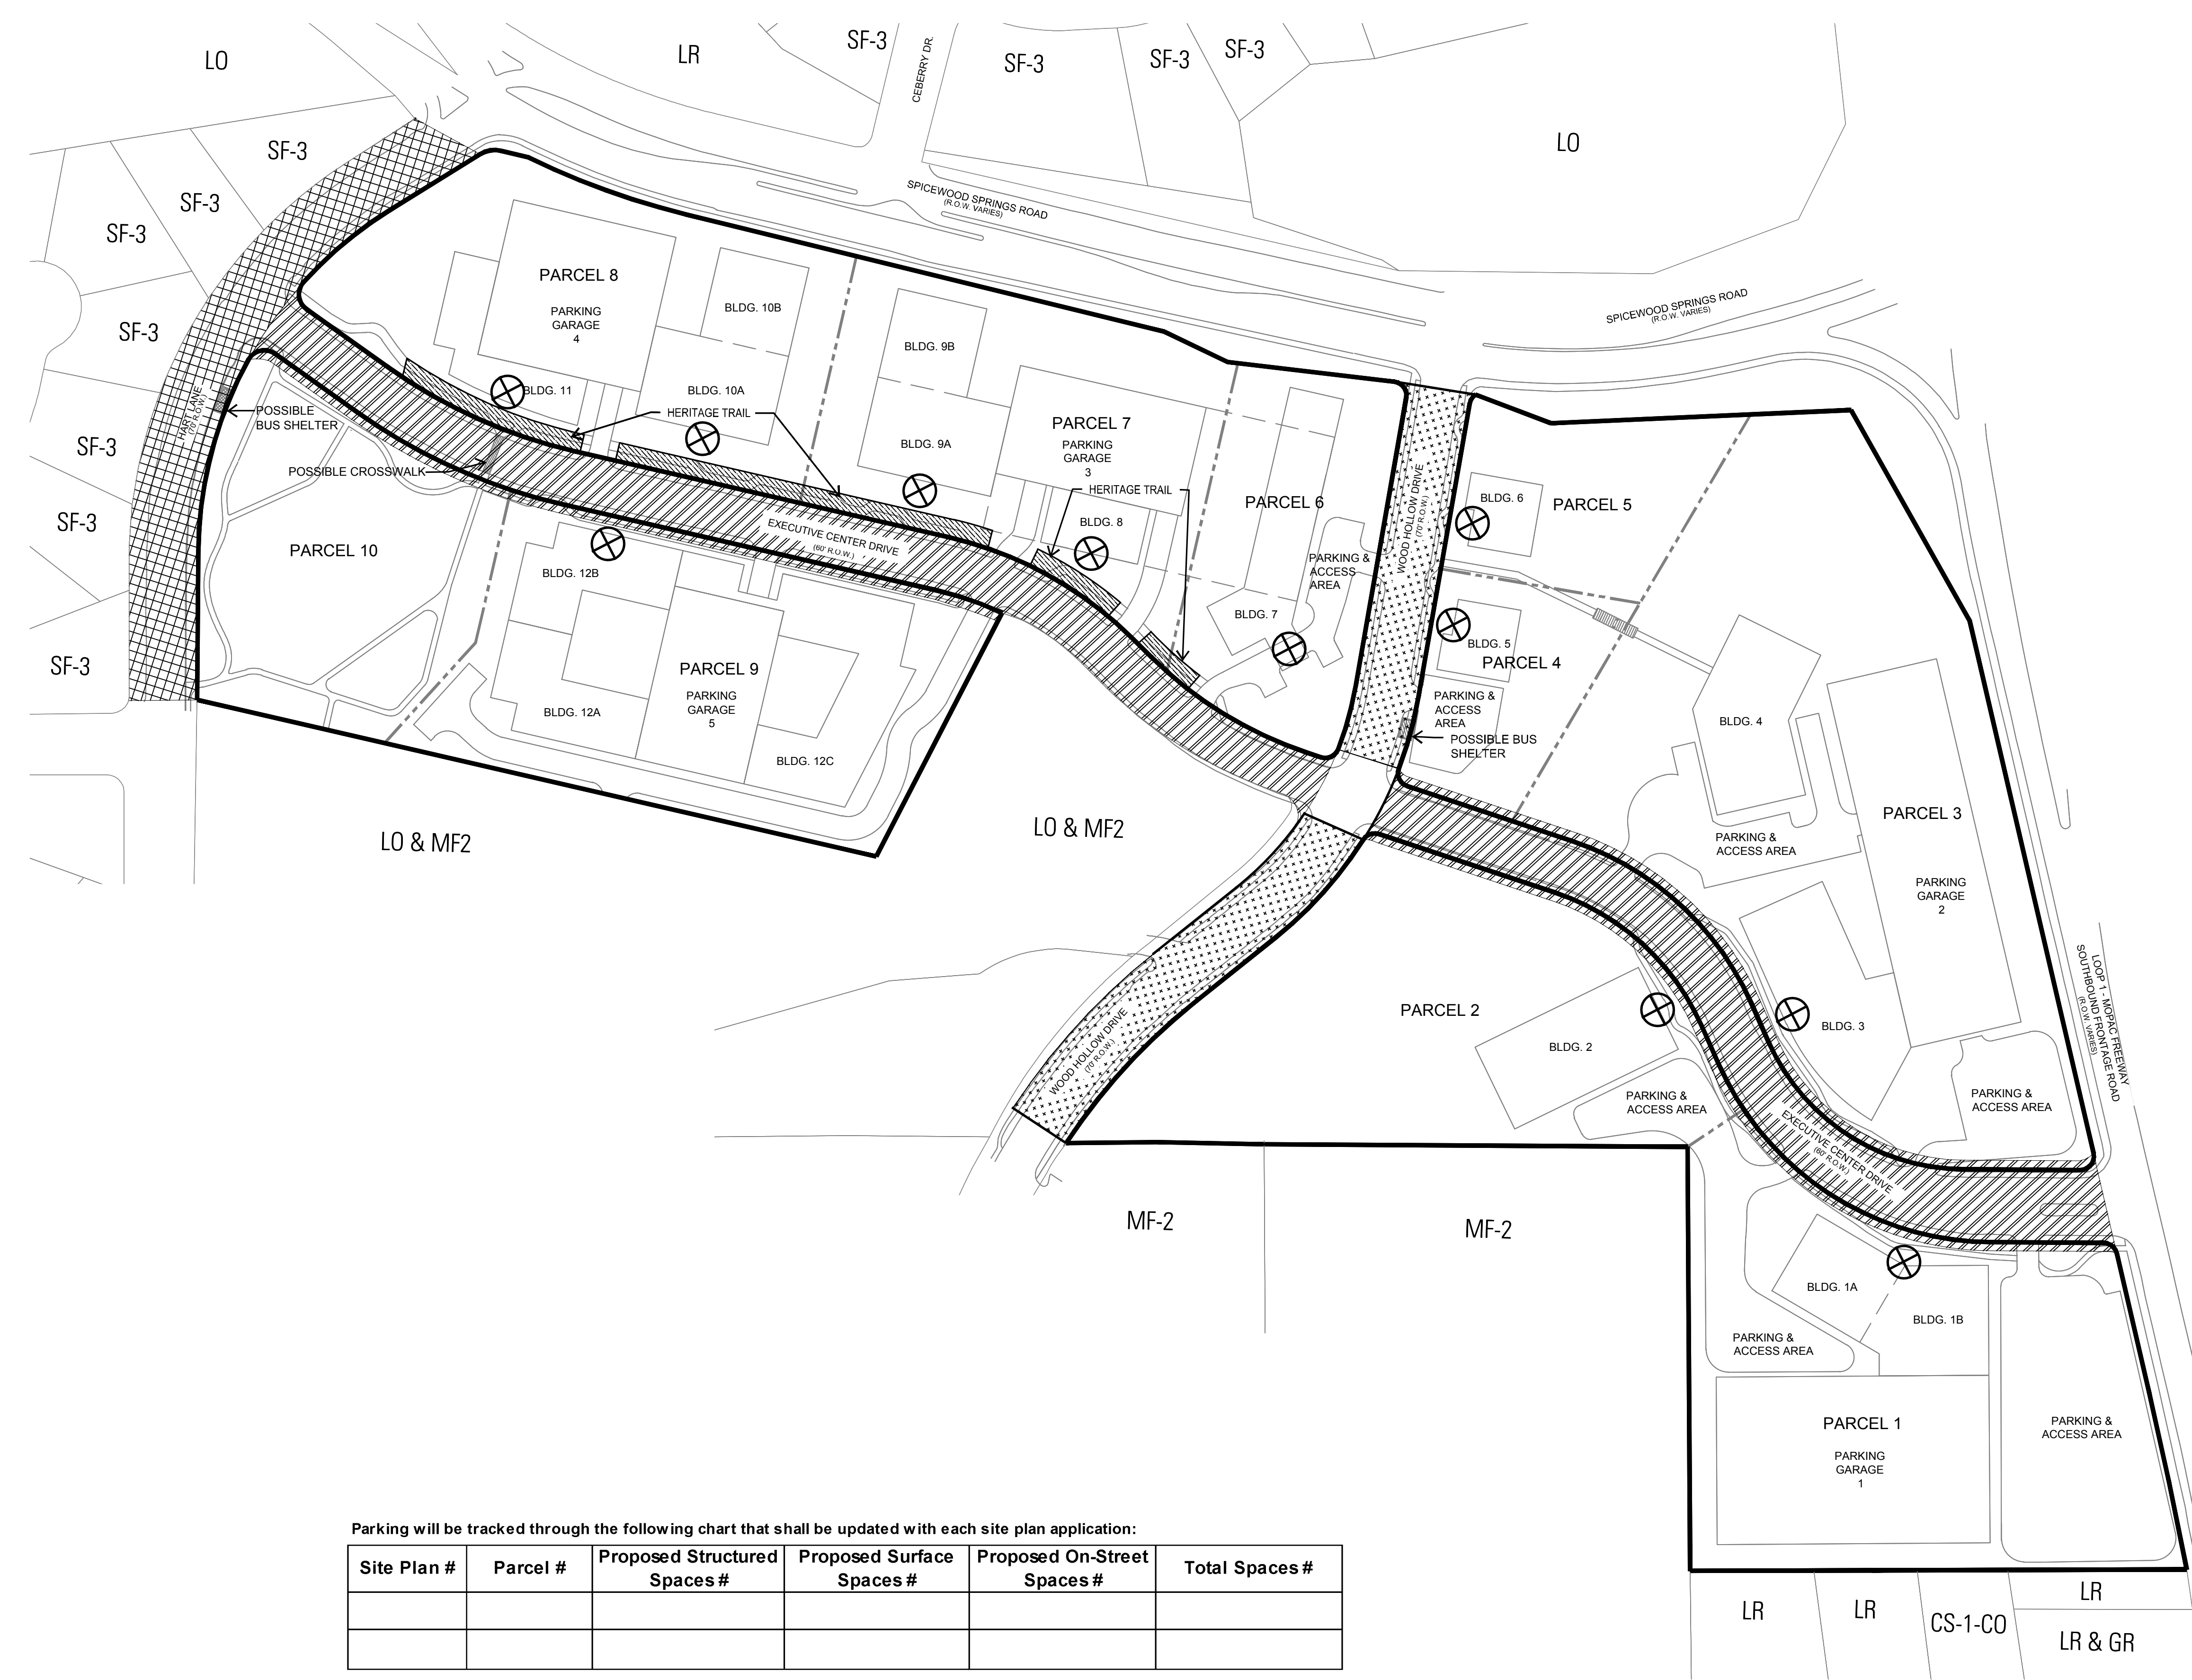 LO
LR
SF-3
CEBERRY DR.
SF-3
SF-3
SF-3
LO
SF-3
SF-3
SF-3
SF-3
SF-3
SF-3
SF-3
SPICEWOOD SPRINGS ROAD
(R.O.W. VARIES)
SPICEWOOD SPRINGS ROAD
(R.O.W. VARIES)
PARCEL 8
PARKING
GARAGE
4
BLDG. 10B
BLDG. 9B
BLDG. 11
BLDG. 10A
HERITAGE TRAIL
HART LANE
(70' R.O.W.)
POSSIBLE
BUS SHELTER
POSSIBLE CROSSWALK
BLDG. 9A
PARCEL 7
PARKING
GARAGE
3
HERITAGE TRAIL
BLDG. 8
PARCEL 6
PARKING &
ACCESS
AREA
BLDG. 7
WOOD HOLLOW DRIVE
(70' R.O.W.)
BLDG. 6
PARCEL 5
BLDG. 5
PARCEL 4
PARKING &
ACCESS
AREA
POSSIBLE BUS
SHELTER
EXECUTIVE CENTER DRIVE
(60' R.O.W.)
PARCEL 10
BLDG. 12B
PARCEL 9
PARKING
GARAGE
5
BLDG. 12A
BLDG. 12C
SF-3
LO & MF2
LO & MF2
BLDG. 4
PARKING &
ACCESS AREA
PARCEL 3
PARKING
GARAGE
2
LOOP 1 - MOPAC FREEWAY
SOUTHBOUND FRONTAGE ROAD
(R.O.W. VARIES)
PARCEL 2
BLDG. 2
BLDG. 3
WOOD HOLLOW DRIVE
(70' R.O.W.)
PARKING &
ACCESS AREA
PARKING &
ACCESS AREA
EXECUTIVE CENTER DRIVE
(60' R.O.W.)
MF-2
MF-2
BLDG. 1A
BLDG. 1B
PARKING &
ACCESS AREA
PARCEL 1
PARKING
GARAGE
1
PARKING &
ACCESS AREA
LR
LR
CS-1-CO
LR
LR & GR
Parking will be tracked through the following chart that shall be updated with each site plan application:
Site Plan # Parcel # Proposed Structured Spaces # Proposed Surface Spaces # Proposed On-Street Spaces # Total Spaces #